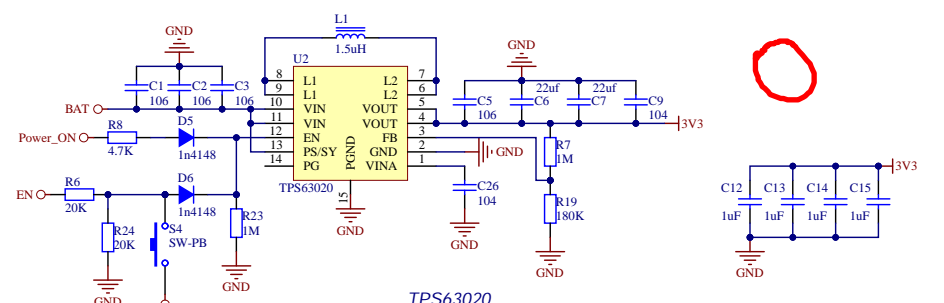 L1
1.5uH
GND
GND
U2
C1
106
C2
106
C3
106
8
9
10
11
12
13
14
L1
L1
VIN
VIN
EN
PS/SY
PG
PGND
L2
L2
VOUT
VOUT
FB
GND
VINA
7
6
5
4
3
2
1
15
TPS63020
GND
BAT
Power_ON
R8
4.7K
D5
1n4148
EN
R6
20K
D6
1n4148
R24
20K
S4
SW-PB
R23
1M
GND
GND
C5
106
22uf
C6
22uf
C7
C9
104
3V3
GND
C26
104
GND
R7
1M
R19
180K
GND
3V3
C12
1uF
C13
1uF
C14
1uF
C15
1uF
GND
TPS63020